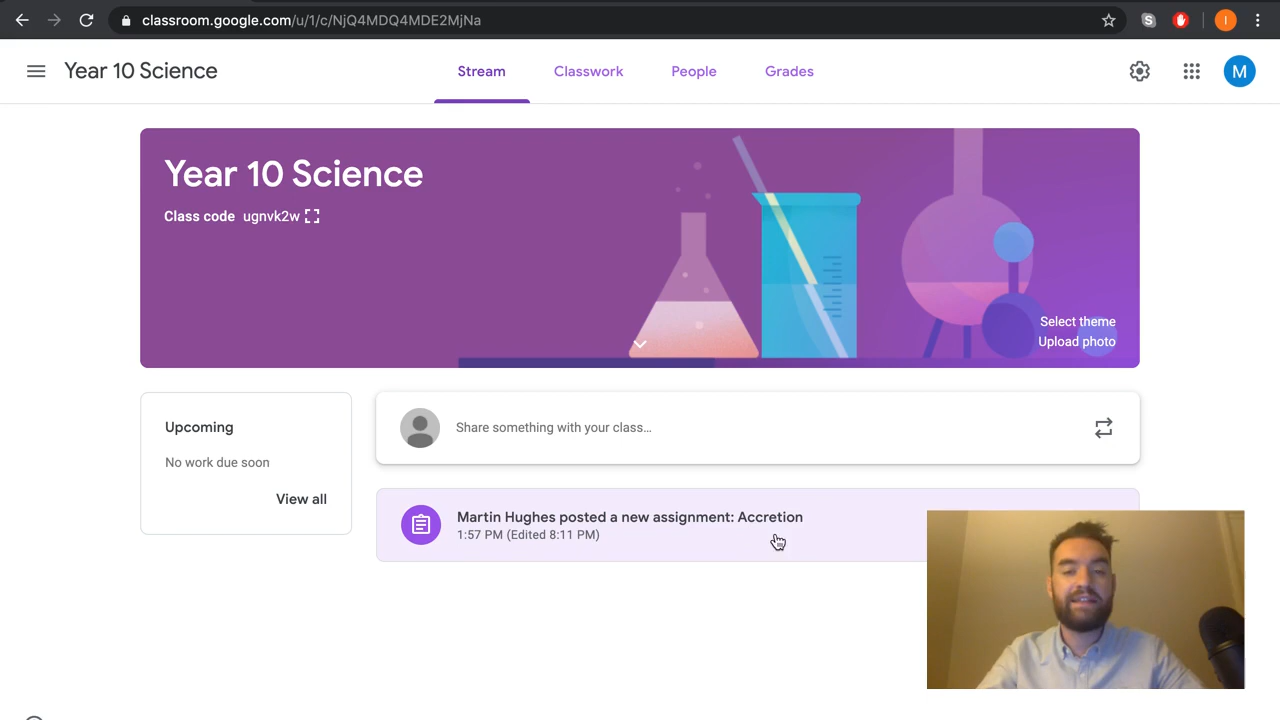 classroom.google.com/u/1/c/NjQ4MDQ4MDE2MjNa
S
I
Year 10 Science
Stream
Classwork
People
Grades
M
Year 10 Science
Class code ugnvk2w
Select theme
Upload photo
Upcoming
No work due soon
View all
Share something with your class...
Martin Hughes posted a new assignment: Accretion
1:57 PM (Edited 8:11 PM)